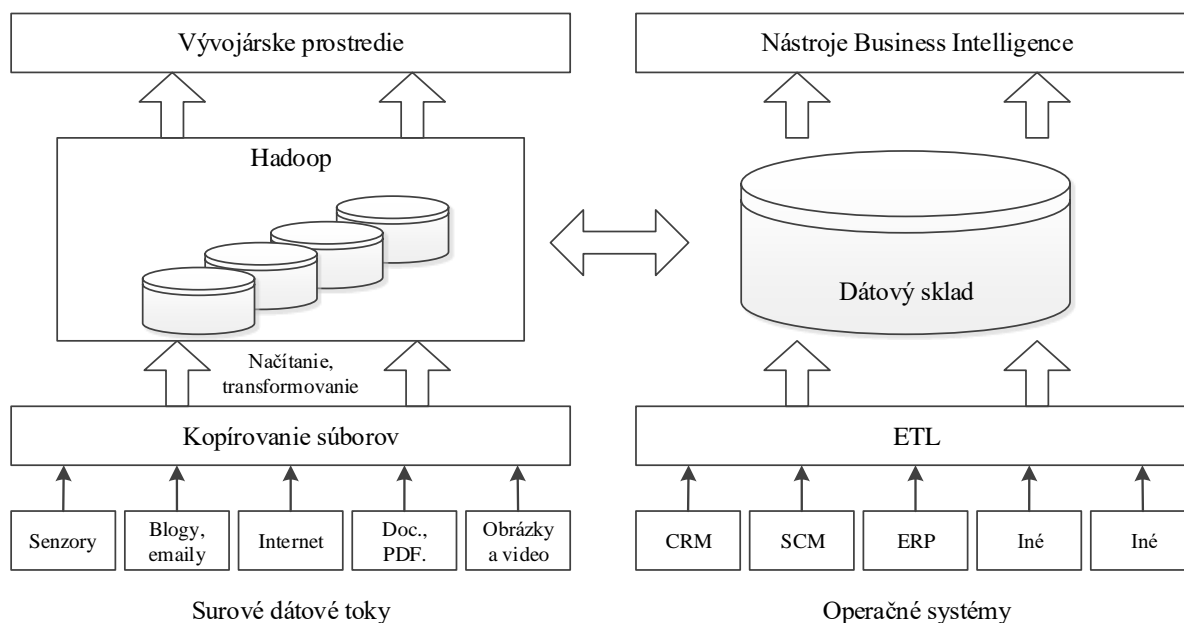 Vývojárske prostredie
Nástroje Business Intelligence
Hadoop
Dátový sklad
Načítanie,
transformovanie
Kopírovanie súborov
ETL
Senzory
Blogy,
emaily
Internet
Doc.,
PDF.
Obrázky
a video
CRM
SCM
ERP
Iné
Iné
Surové dátové toky
Operačné systémy